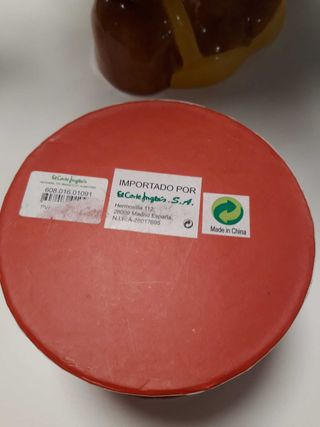 El Corte Inglés
608.016.01091
IMPORTADO POR
El Corte Inglés, S.A.
Hermosilla 112,
28009 Madrid España,
N.I.F. A-28017895
Made in China